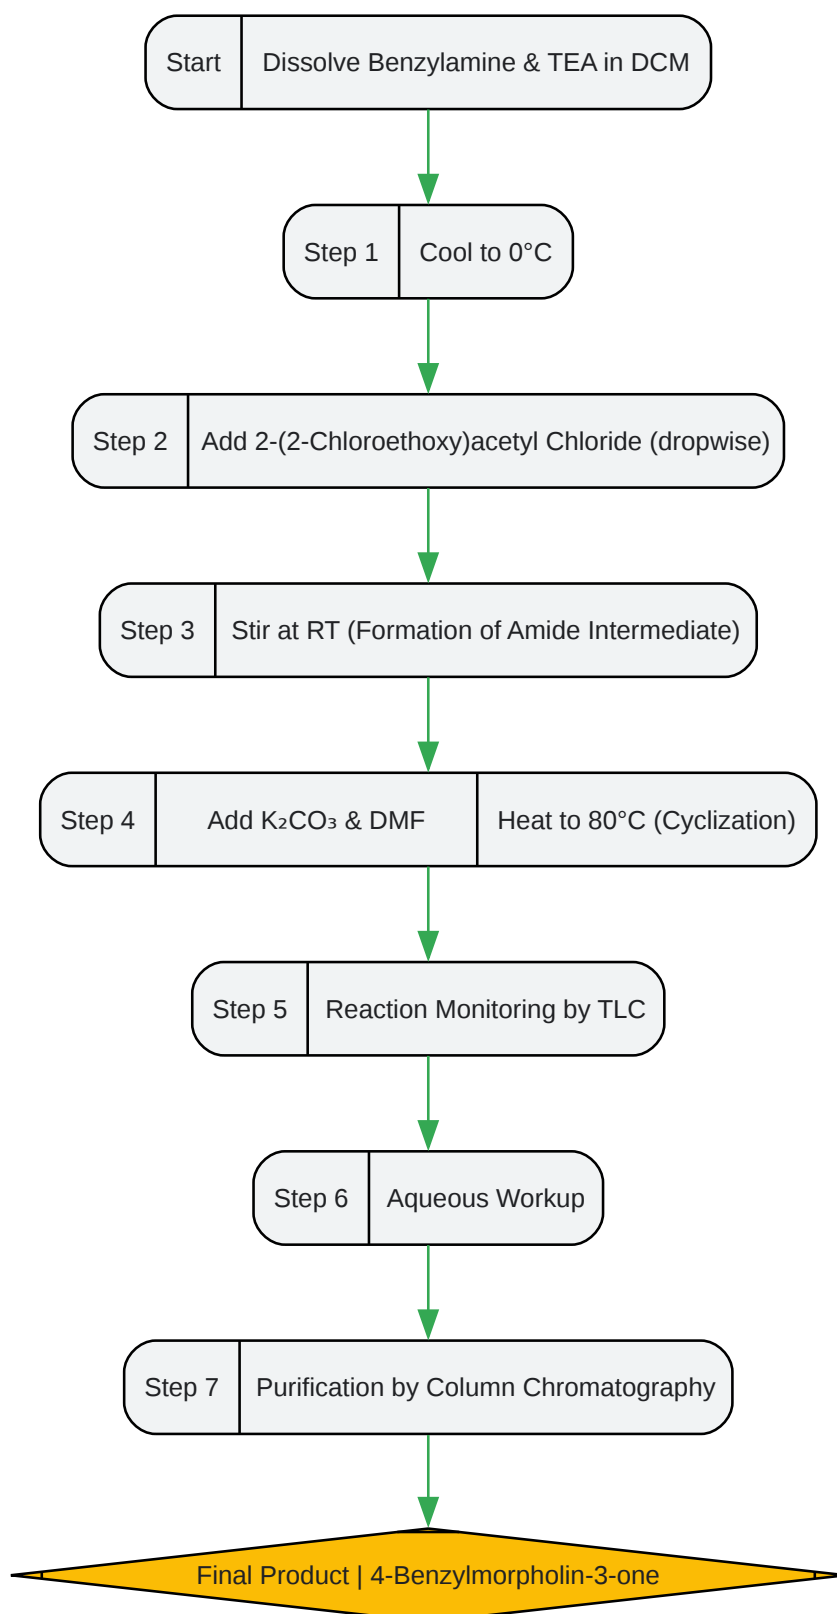 Start Dissolve Benzylamine & TEA in DCM
Step 1 Cool to 0°C
Step 2 Add 2-(2-Chloroethoxy)acetyl Chloride (dropwise)
Step 3 Stir at RT (Formation of Amide Intermediate)
Step 4 Add K₂CO₃ & DMF Heat to 80°C (Cyclization)
Step 5 Reaction Monitoring by TLC
Step 6 Aqueous Workup
Step 7 Purification by Column Chromatography
Final Product | 4-Benzylmorpholin-3-one